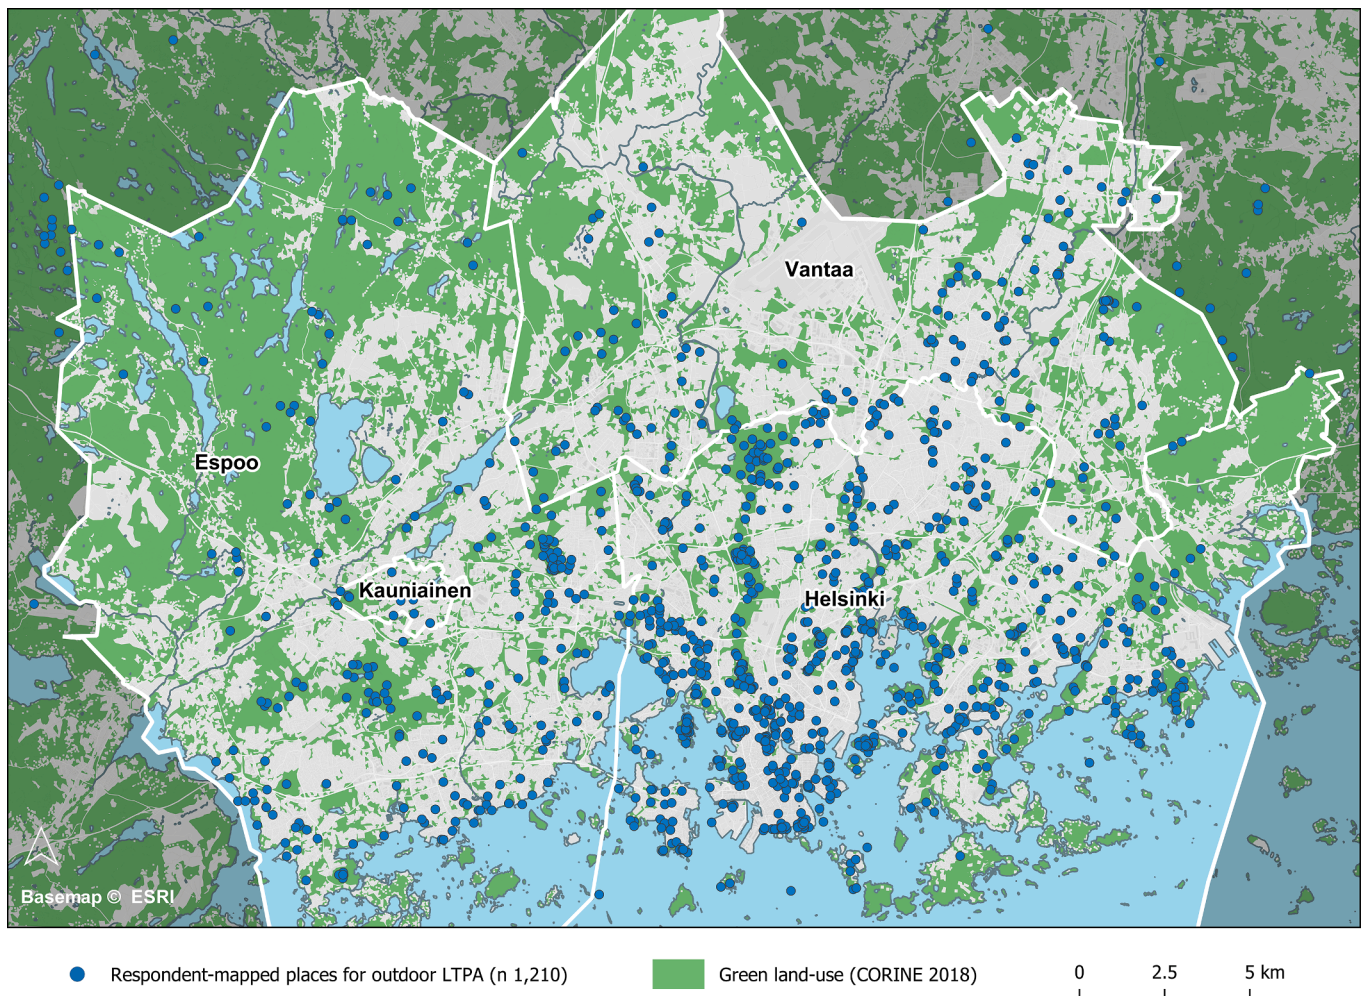 Vantaa
Espoo
Kauniainen
Helsinki
Basemap © ESRI
Respondent-mapped places for outdoor LTPA (n 1,210)
Green land-use (CORINE 2018)
0 2.5 5 km